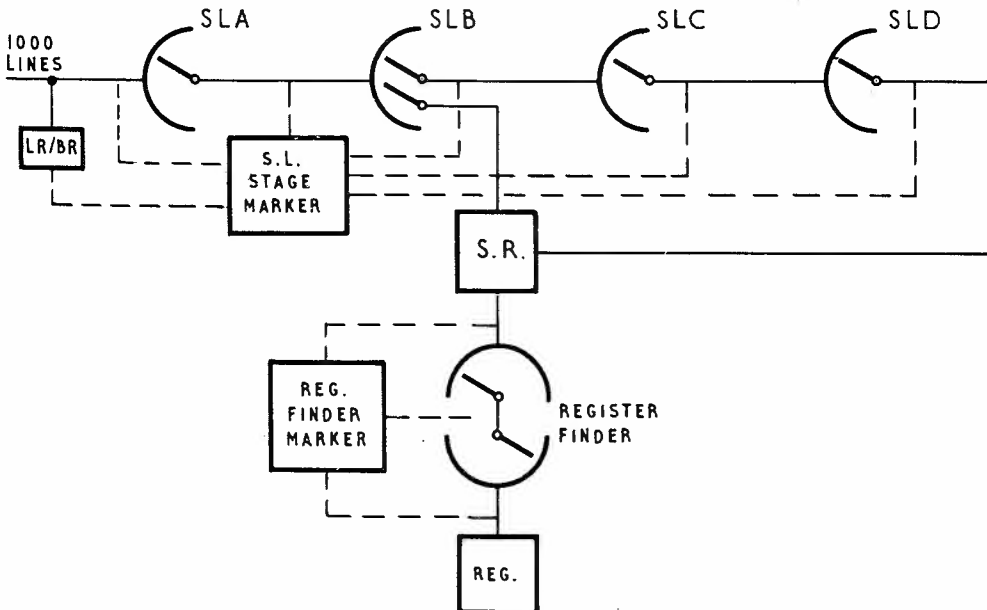 SLA
SLB
SLC
SLD
1000
LINES
LR/BR
S.L.
STAGE
MARKER
S.R.
REG.
FINDER
MARKER
REGISTER
FINDER
REG.